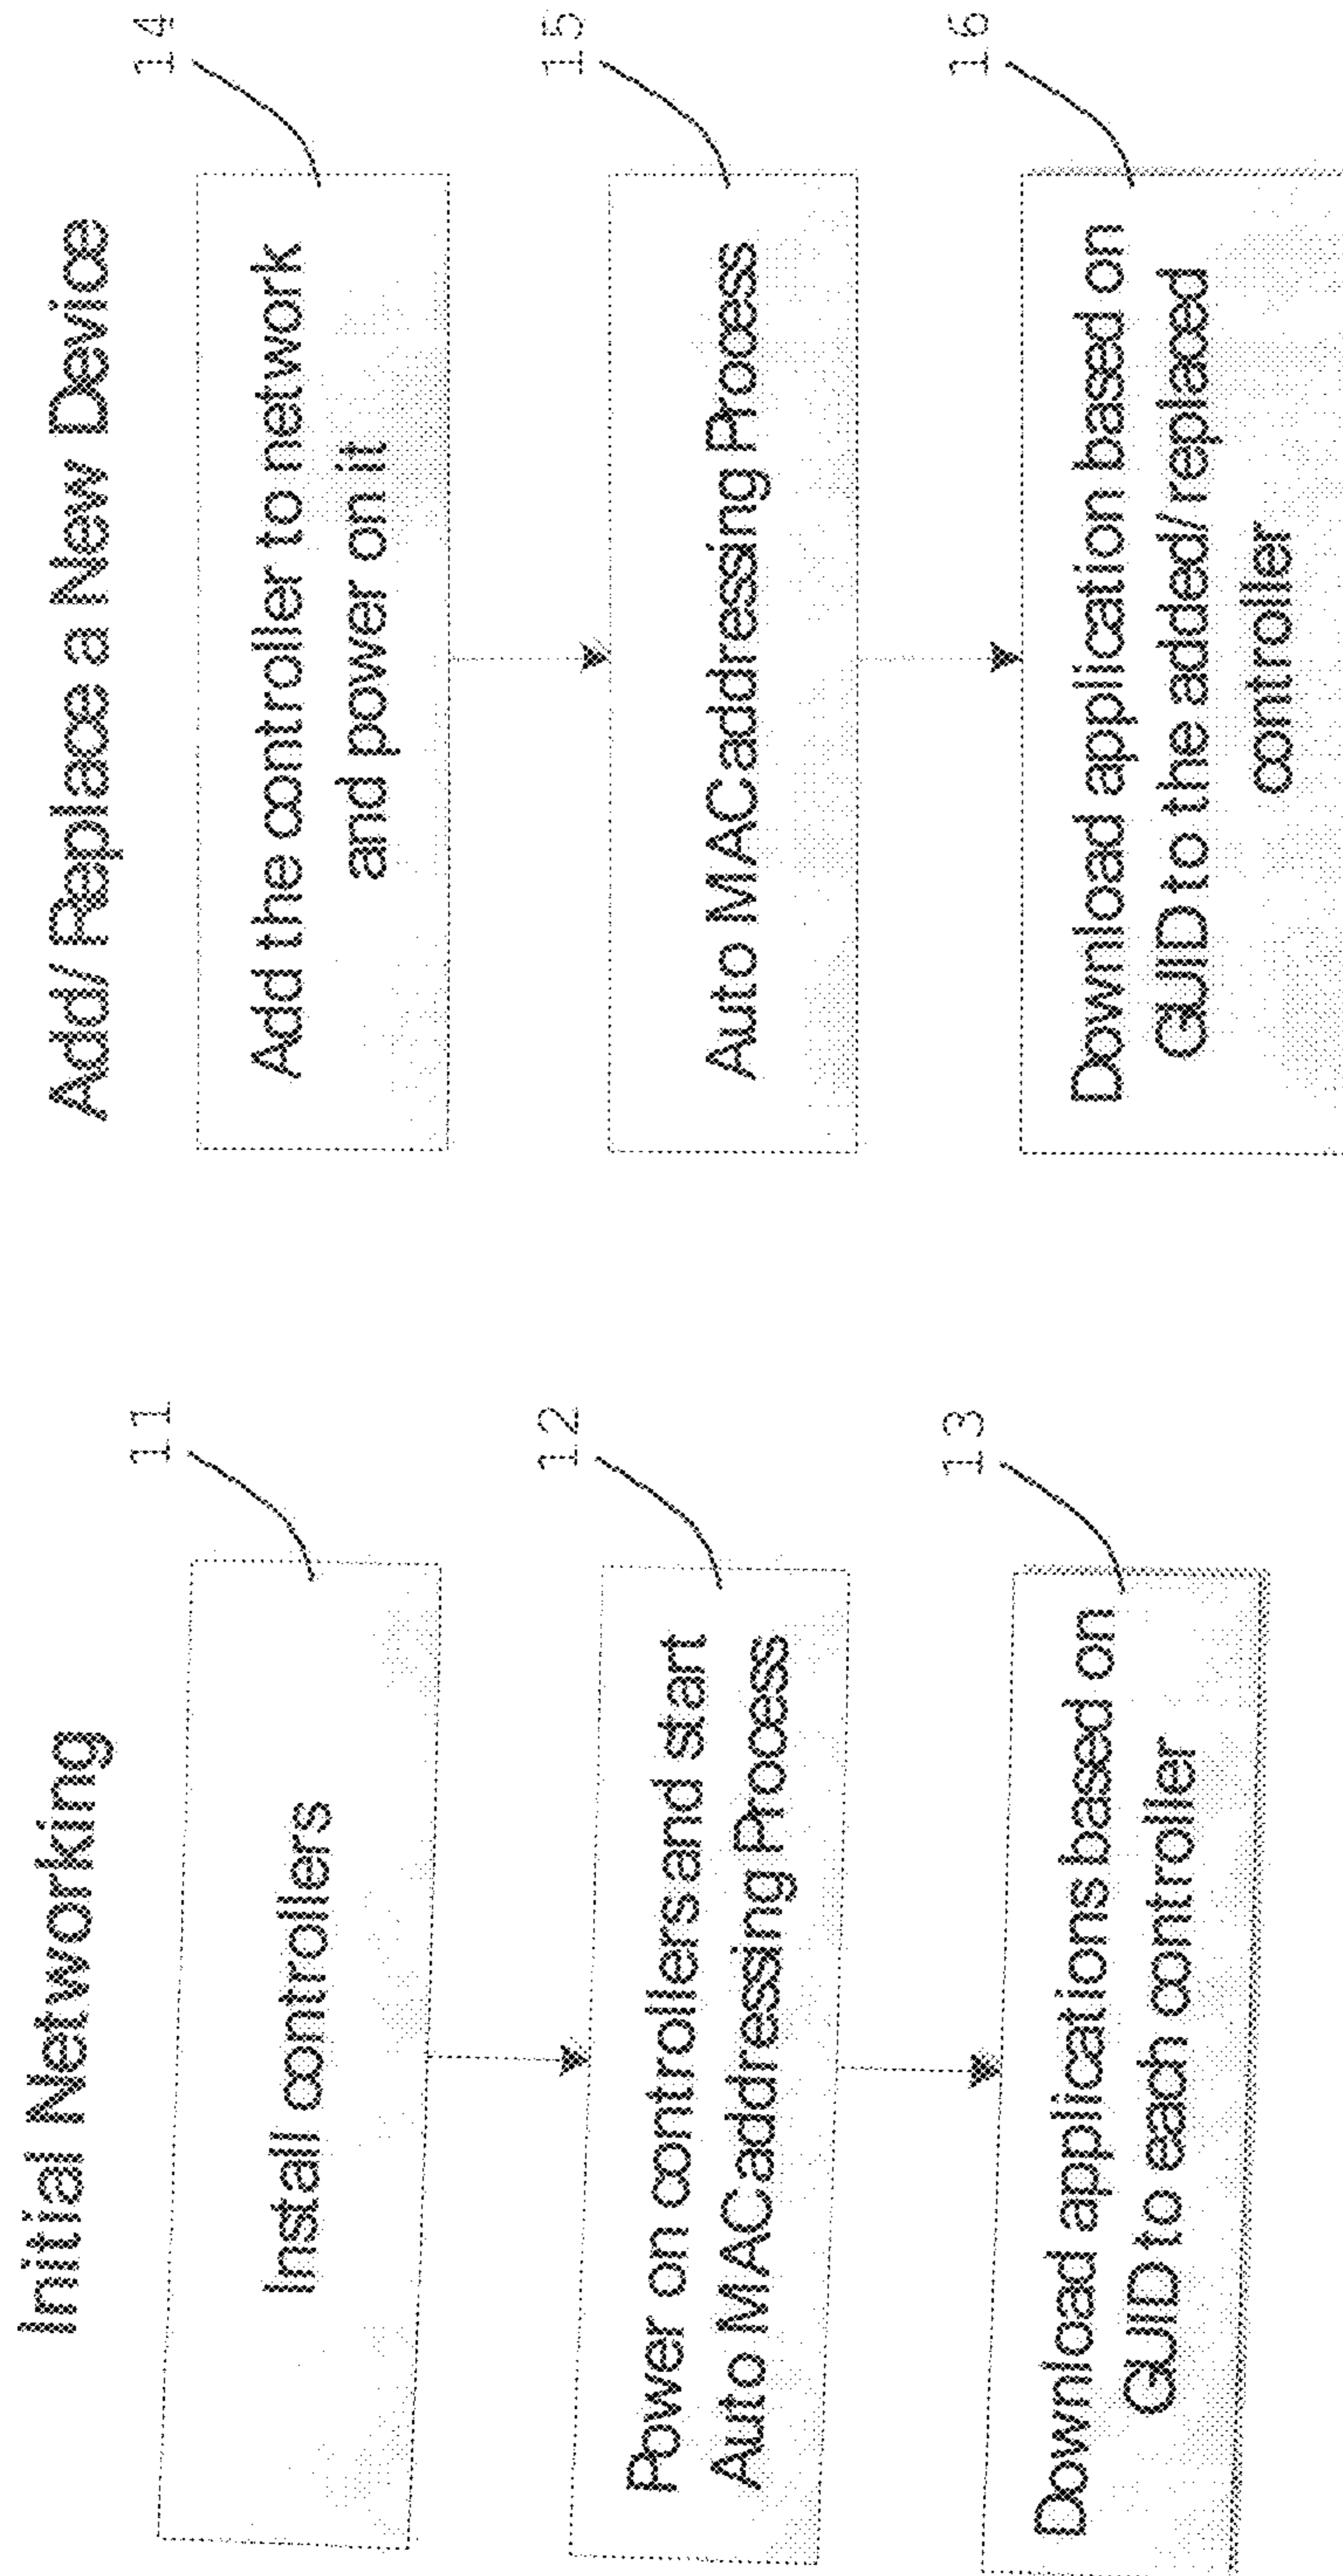 Initial Networking
11
Install controllers
12
Power on controllers and start
Auto MAC addressing Process
13
Download applications based on
GUID to each controller
Add/ Replace a New Device
14
Add the controller to network
and power on it
15
Auto MAC addressing Process
16
Download application based on
GUID to the added/ replaced
controller